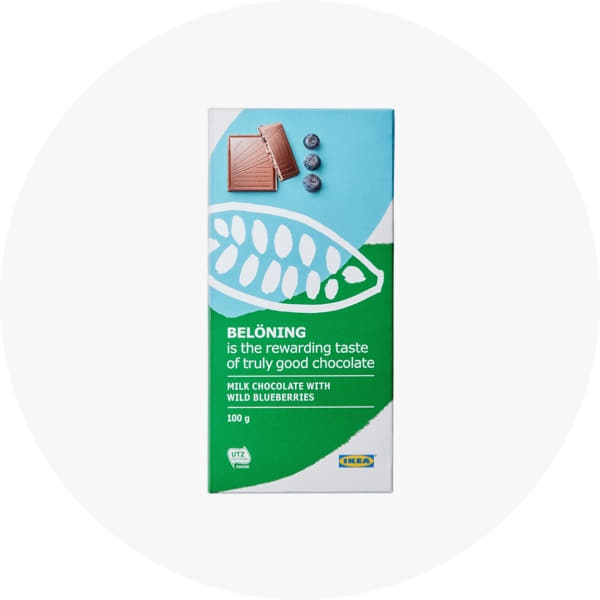 BELÖNING
is the rewarding taste
of truly good chocolate
MILK CHOCOLATE WITH
WILD BLUEBERRIES
100 g
UTZ
IKEA